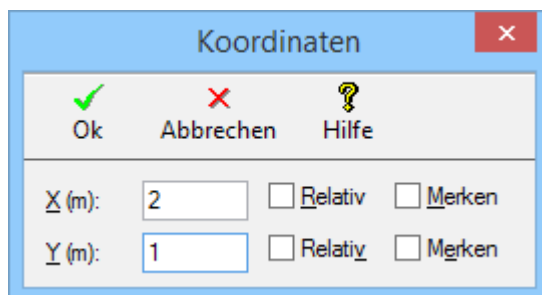 Koordinaten
Ok Abbrechen Hilfe
X (m): 2 Relativ Merken
Y (m): 1 Relativ Merken